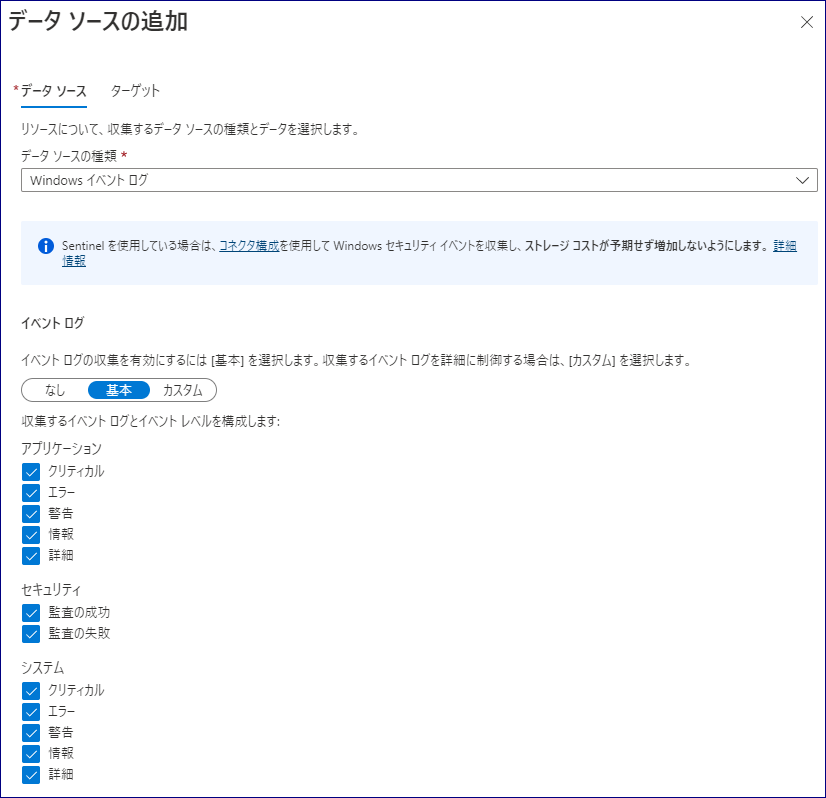 データ ソースの追加
* データ ソース ターゲット
リソースについて、収集するデータ ソースの種類とデータを選択します。
データ ソースの種類 *
Windows イベント ログ
Sentinel を使用している場合は、コネクタ構成を使用して Windows セキュリティ イベントを収集し、ストレージ コストが予期せず増加しないようにします。 詳細
情報
イベント ログ
イベント ログの収集を有効にするには [基本] を選択します。収集するイベント ログを詳細に制御する場合は、[カスタム] を選択します。
なし 基本 カスタム
収集するイベント ログとイベント レベルを構成します:
アプリケーション
クリティカル
エラー
警告
情報
詳細
セキュリティ
監査の成功
監査の失敗
システム
クリティカル
エラー
警告
情報
詳細